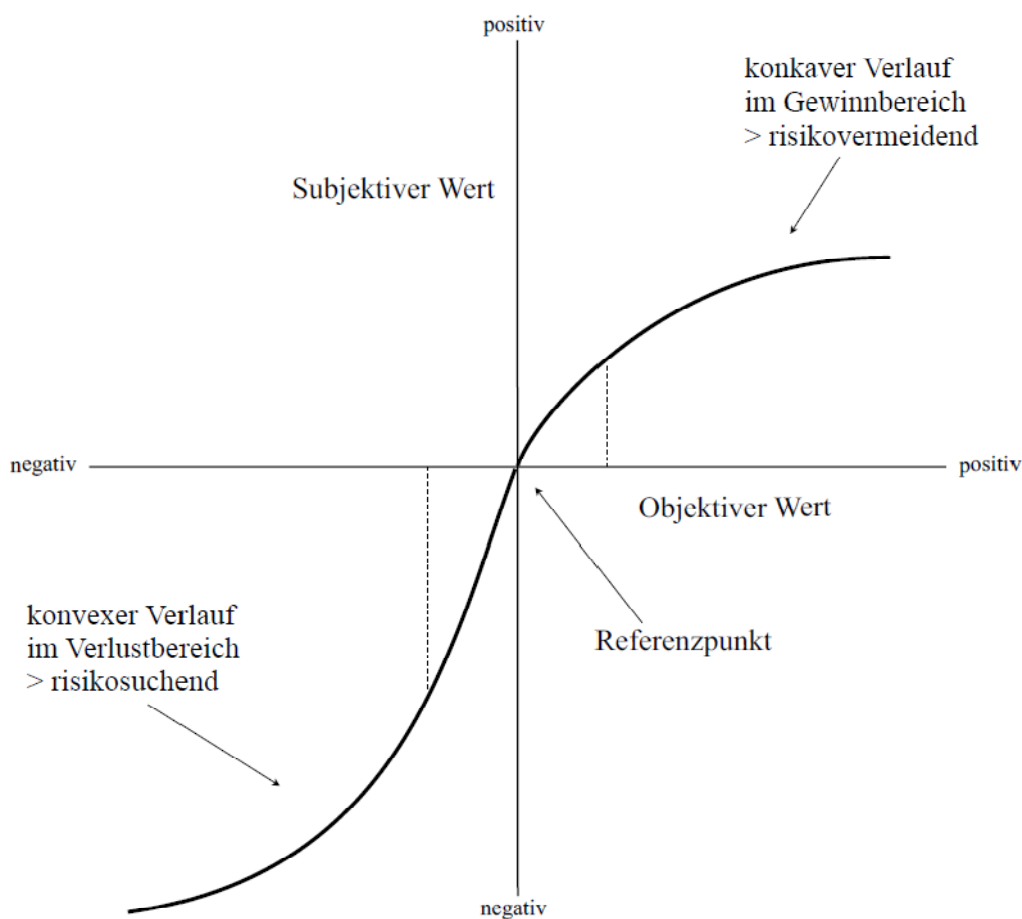 positiv
konkaver Verlauf
im Gewinnbereich
> risikovermeidend
Subjektiver Wert
negativ
positiv
Objektiver Wert
konvexer Verlauf
im Verlustbereich
> risikosuchend
Referenzpunkt
negativ